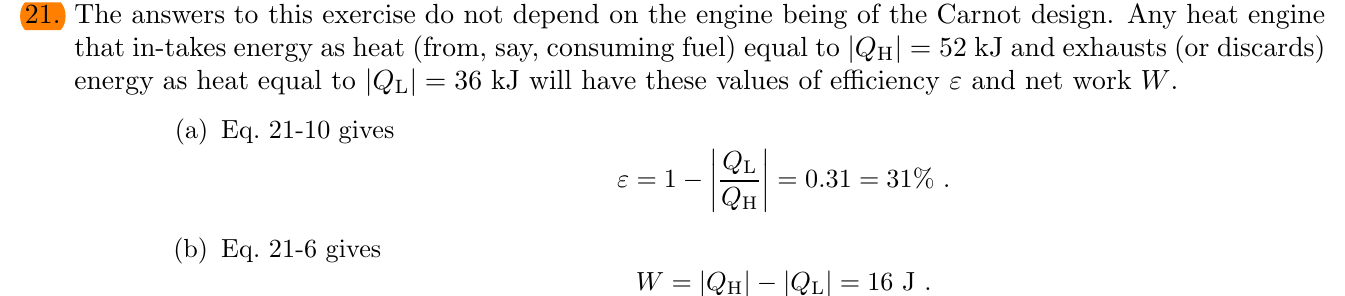 21. The answers to this exercise do not depend on the engine being of the Carnot design. Any heat engine
that in-takes energy as heat (from, say, consuming fuel) equal to |Q_H| = 52 kJ and exhausts (or discards)
energy as heat equal to |Q_L| = 36 kJ will have these values of efficiency ε and net work W.
(a) Eq. 21-10 gives
ε = 1 − |Q_L/Q_H| = 0.31 = 31% .
(b) Eq. 21-6 gives
W = |Q_H| − |Q_L| = 16 J .